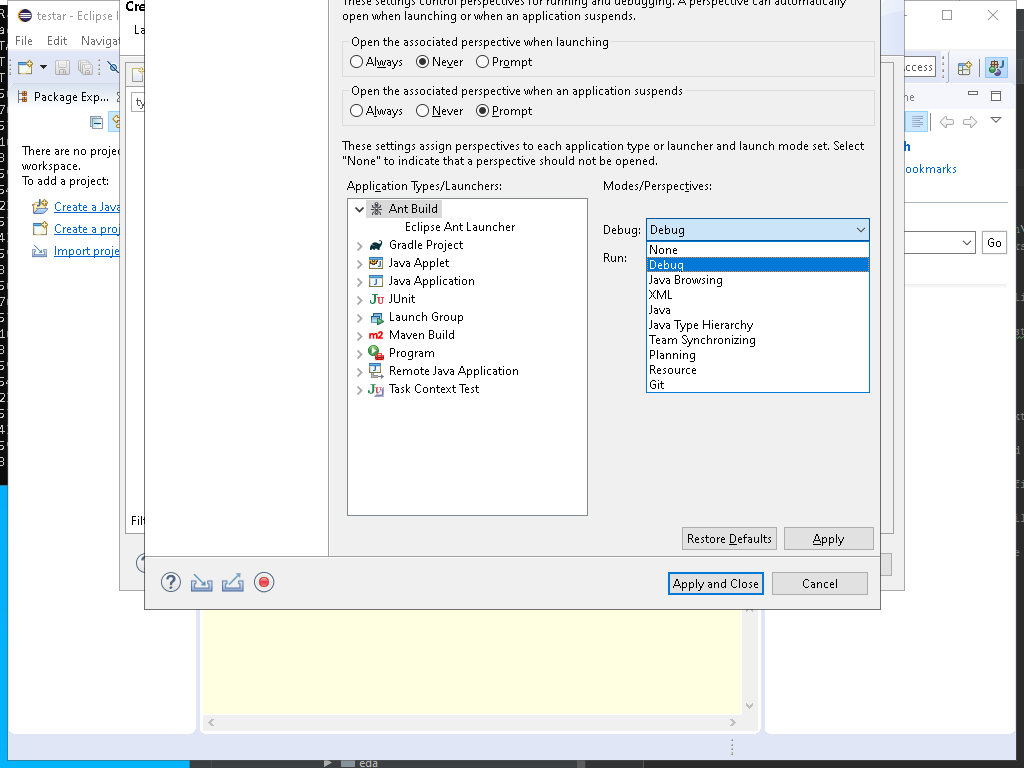 testar - Eclipse I
File Edit Navigat
Package Exp...
There are no proje
workspace.
To add a project:
Create a Java
Create a proj
Import proje
Cre
La
ty
Filt
These settings control perspectives for running and debugging. A perspective can automatically
open when launching or when an application suspends.
Open the associated perspective when launching
Always Never Prompt
Open the associated perspective when an application suspends
Always Never Prompt
These settings assign perspectives to each application type or launcher and launch mode set. Select
"None" to indicate that a perspective should not be opened.
Application Types/Launchers:
Modes/Perspectives:
Ant Build
Eclipse Ant Launcher
Gradle Project
Java Applet
Java Application
JUnit
Launch Group
m2 Maven Build
Program
Remote Java Application
Task Context Test
Debug: Debug
Run:
None
Debug
Java Browsing
XML
Java
Java Type Hierarchy
Team Synchronizing
Planning
Resource
Git
Restore Defaults
Apply
Apply and Close
Cancel
ccess
ne
h
ookmarks
Go
eda